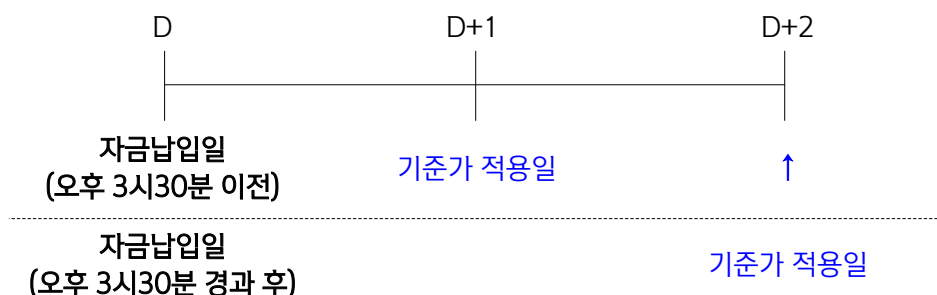 D D+1 D+2
자금납입일
(오후 3시30분 이전)
기준가 적용일
↑
자금납입일
(오후 3시30분 경과 후)
기준가 적용일